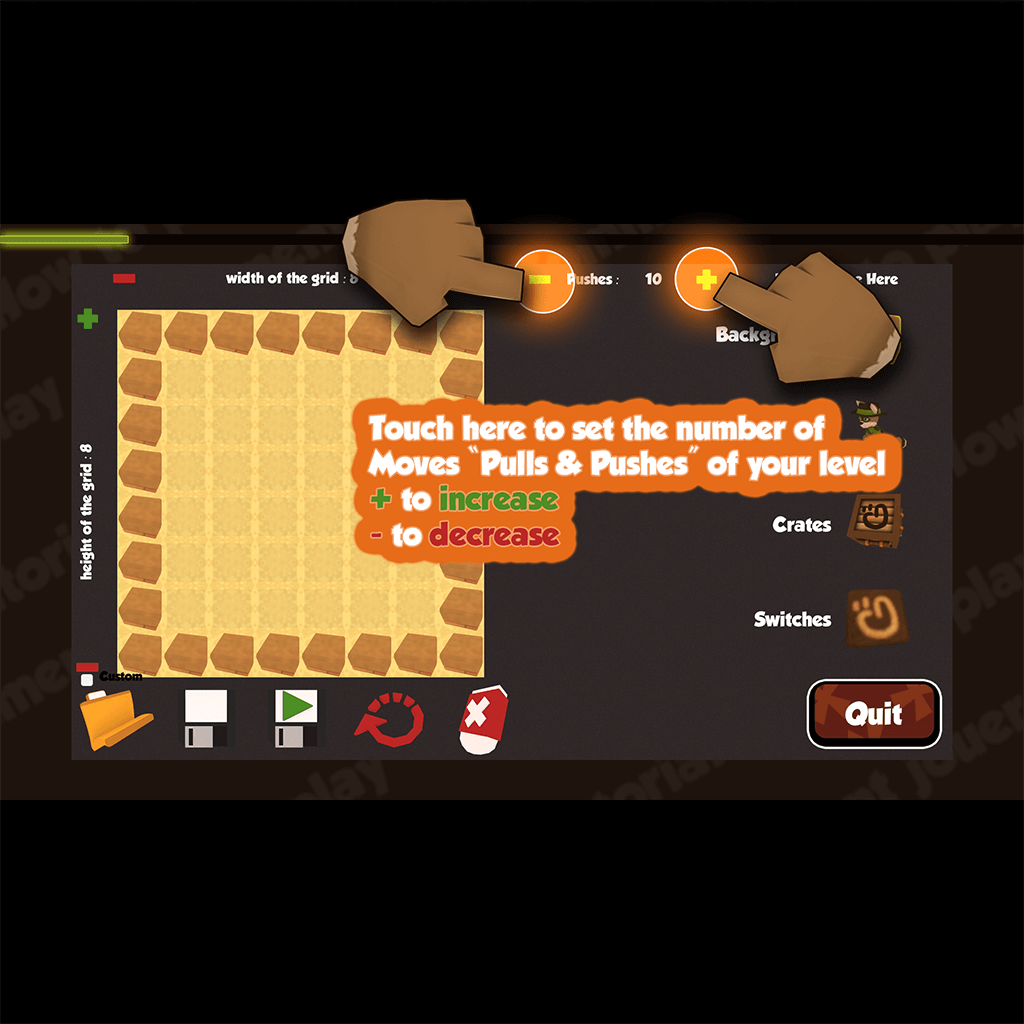 width of the grid : 8
Pushes : 10
Here
height of the grid : 8
Touch here to set the number of
Moves "Pulls & Pushes" of your level
+ to increase
- to decrease
Crates
Switches
Custom
Quit